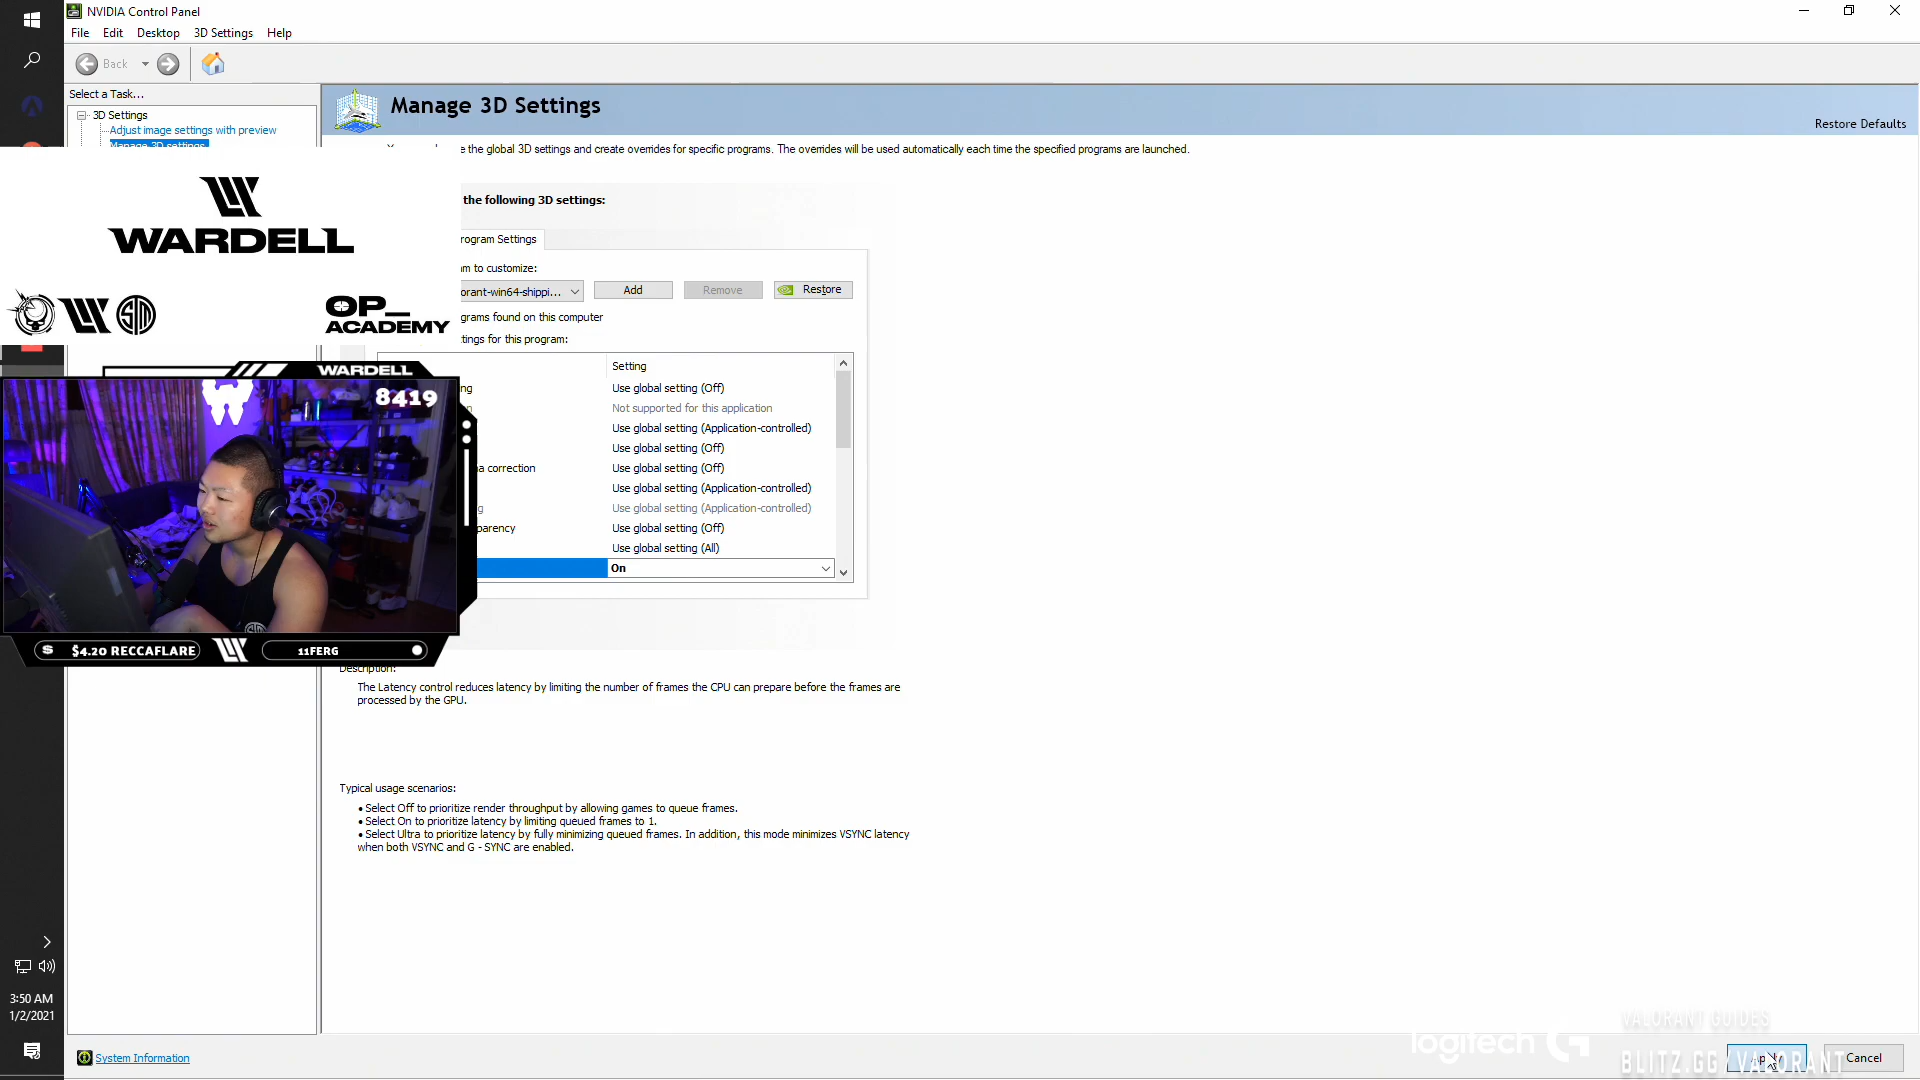 NVIDIA Control Panel
File Edit Desktop 3D Settings Help
Back
Select a Task...
3D Settings
Adjust image settings with preview
Manage 3D settings
Manage 3D Settings
Restore Defaults
e the global 3D settings and create overrides for specific programs. The overrides will be used automatically each time the specified programs are launched.
the following 3D settings:
rogram Settings
m to customize:
orant-win64-shippi...
Add
Remove
Restore
grams found on this computer
tings for this program:
Setting
ng Use global setting (Off)
n Not supported for this application
Use global setting (Application-controlled)
Use global setting (Off)
a correction Use global setting (Off)
Use global setting (Application-controlled)
g Use global setting (Application-controlled)
parency Use global setting (Off)
Use global setting (All)
On
Description:
The Latency control reduces latency by limiting the number of frames the CPU can prepare before the frames are
processed by the GPU.
Typical usage scenarios:
• Select Off to prioritize render throughput by allowing games to queue frames.
• Select On to prioritize latency by limiting queued frames to 1.
• Select Ultra to prioritize latency by fully minimizing queued frames. In addition, this mode minimizes VSYNC latency
when both VSYNC and G - SYNC are enabled.
WARDELL
OP_
ACADEMY
TSM
WARDELL
8419
$4.20 RECCAFLARE
11FERG
3:50 AM
1/2/2021
System Information
logitech G
VALORANT GUIDES
BLITZ.GG/VALORANT
Apply
Cancel